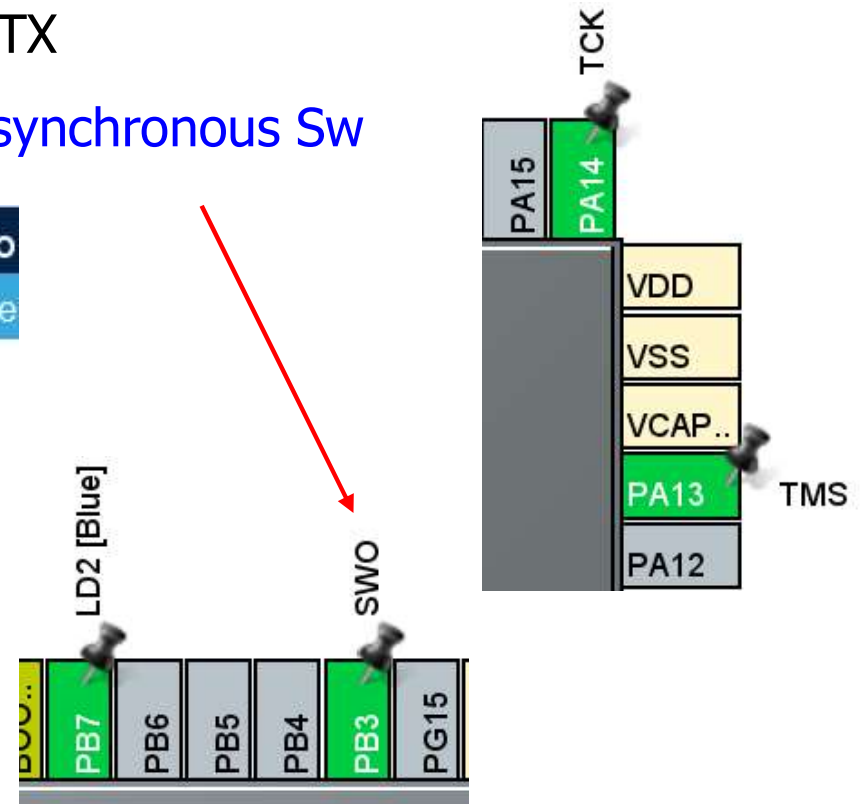 TX
synchronous Sw
o
e
TCK
PA15
PA14
VDD
VSS
VCAP..
PA13
TMS
PA12
LD2 [Blue]
SWO
PB7
PB6
PB5
PB4
PB3
PG15